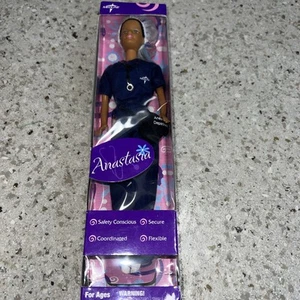 Anastasia
Safety Conscious
Secure
Coordinated
Flexible
For Ages
WARNING!